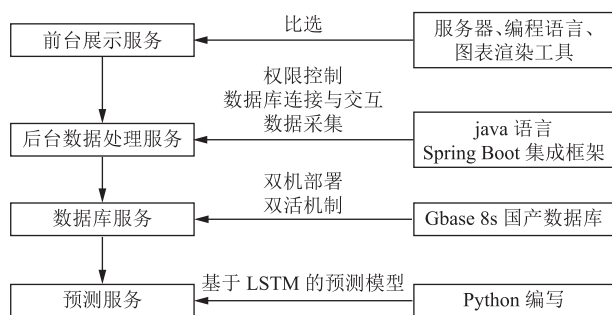 前台展示服务
比选
服务器、编程语言、
图表渲染工具
权限控制
数据库连接与交互
数据采集
后台数据处理服务
java 语言
Spring Boot 集成框架
双机部署
双活机制
数据库服务
Gbase 8s 国产数据库
基于 LSTM 的预测模型
预测服务
Python 编写